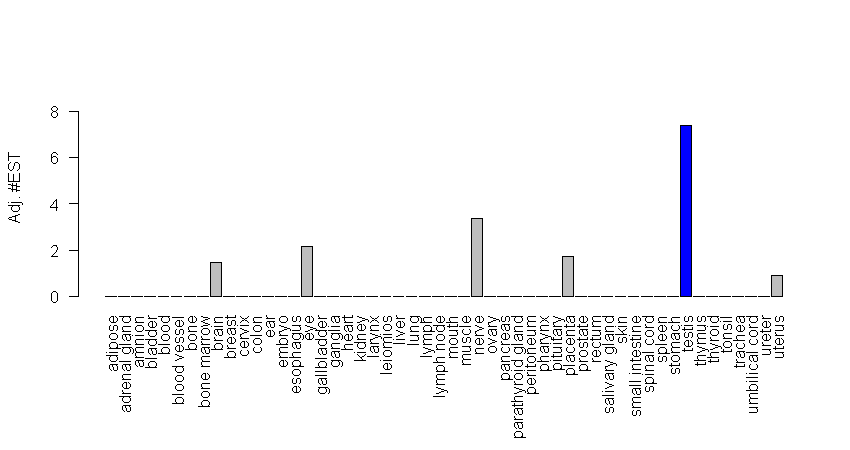 8
6
4
2
0
Adj. #EST
adipose
adrenal gland
amnion
bladder
blood
blood vessel
bone
bone marrow
brain
breast
cervix
colon
ear
embryo
esophagus
eye
gallbladder
ganglia
heart
kidney
larynx
leiomios
liver
lung
lymph
lymph node
mouth
muscle
nerve
ovary
pancreas
parathyroid gland
peritoneum
pharynx
pituitary
placenta
prostate
rectum
salivary gland
skin
small intestine
spinal cord
spleen
stomach
testis
thymus
thyroid
tonsil
trachea
umbilical cord
ureter
uterus